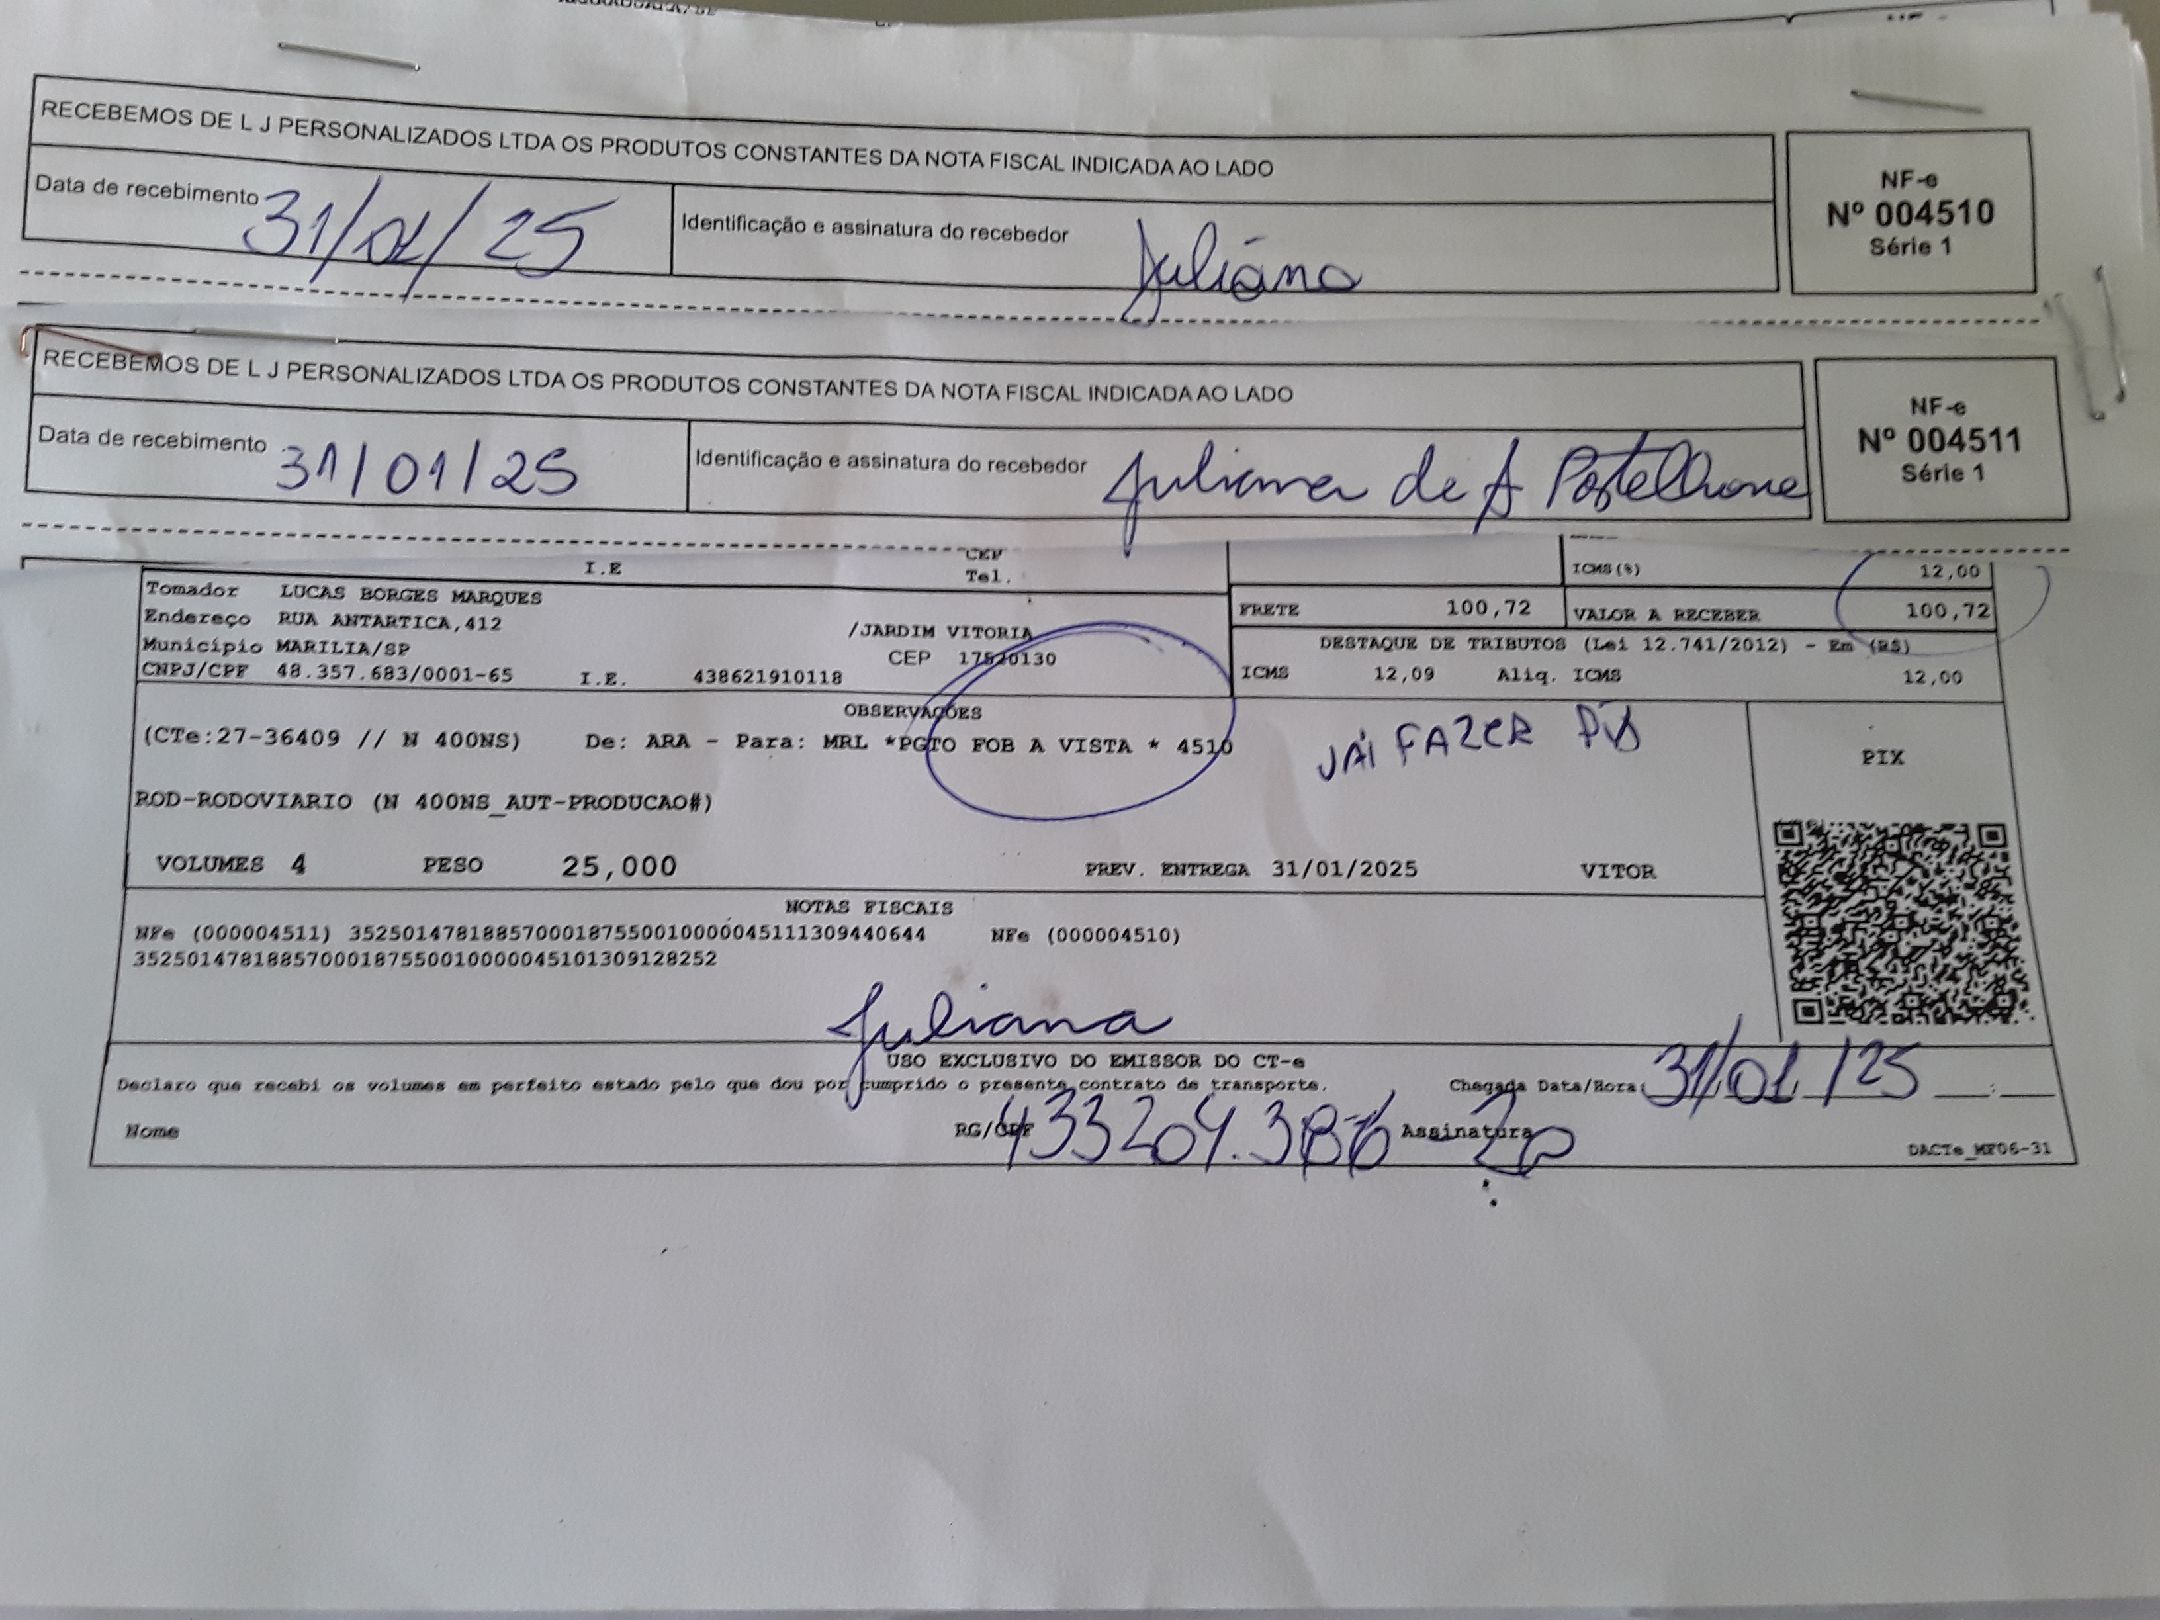 RECEBEMOS DE L J PERSONALIZADOS LTDA OS PRODUTOS CONSTANTES DA NOTA FISCAL INDICADA AO LADO
NF-e
Nº 004510
Série 1
Data de recebimento 31/01/25
Identificação e assinatura do recebedor Juliana
RECEBEMOS DE L J PERSONALIZADOS LTDA OS PRODUTOS CONSTANTES DA NOTA FISCAL INDICADA AO LADO
NF-e
Nº 004511
Série 1
Data de recebimento 31/01/25
Identificação e assinatura do recebedor Juliana de A
I.E CEP
Tel.
ICMS(%) 12,00
Tomador LUCAS BORGES MARQUES
Endereço RUA ANTARTICA,412 /JARDIM VITORIA
Município MARILIA/SP CEP 17520130
CNPJ/CPF 48.357.683/0001-65 I.E. 438621910118
FRETE 100,72 VALOR A RECEBER 100,72
DESTAQUE DE TRIBUTOS (Lei 12.741/2012) - Em (R$)
ICMS 12,09 Aliq. ICMS 12,00
OBSERVAÇÕES
(CTe:27-36409 // N 400NS) De: ARA - Para: MRL *PGTO FOB A VISTA * 4510
ROD-RODOVIARIO (N 400NS_AUT-PRODUCAO#)
FAZER
PIX
VOLUMES 4 PESO 25,000 PREV. ENTREGA 31/01/2025 VITOR
NOTAS FISCAIS
NFe (000004511) 35250147818857000187550010000045111309440644 NFe (000004510)
35250147818857000187550010000045101309128252
Juliana
USO EXCLUSIVO DO EMISSOR DO CT-e
Declaro que recebi os volumes em perfeito estado pelo que dou por cumprido o presente contrato de transporte. Chegada Data/Hora: 31/01/25 __:__
Nome RG/CPF Assinatura
DACTe_MF06-31